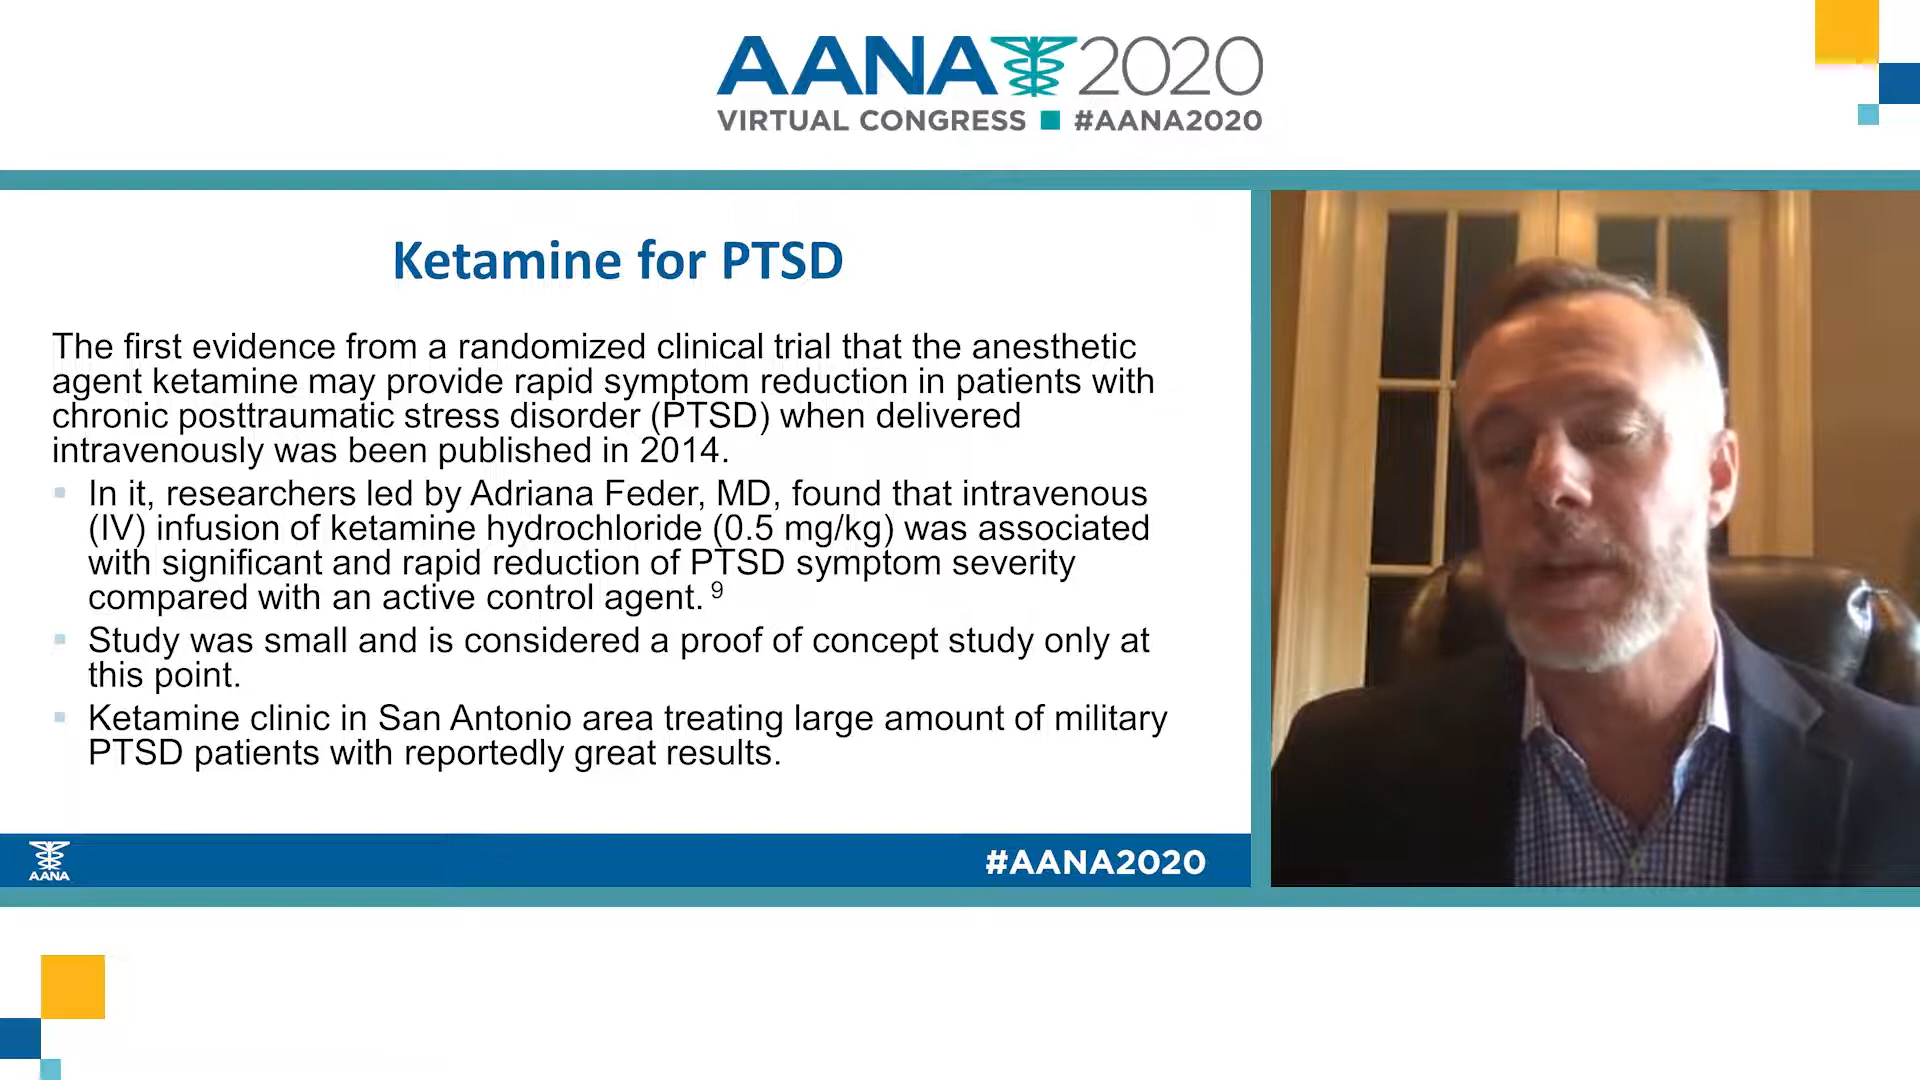 AANA 2020
VIRTUAL CONGRESS #AANA2020
Ketamine for PTSD
The first evidence from a randomized clinical trial that the anesthetic
agent ketamine may provide rapid symptom reduction in patients with
chronic posttraumatic stress disorder (PTSD) when delivered
intravenously was been published in 2014.
In it, researchers led by Adriana Feder, MD, found that intravenous
(IV) infusion of ketamine hydrochloride (0.5 mg/kg) was associated
with significant and rapid reduction of PTSD symptom severity
compared with an active control agent. 9
Study was small and is considered a proof of concept study only at
this point.
Ketamine clinic in San Antonio area treating large amount of military
PTSD patients with reportedly great results.
AANA
#AANA2020